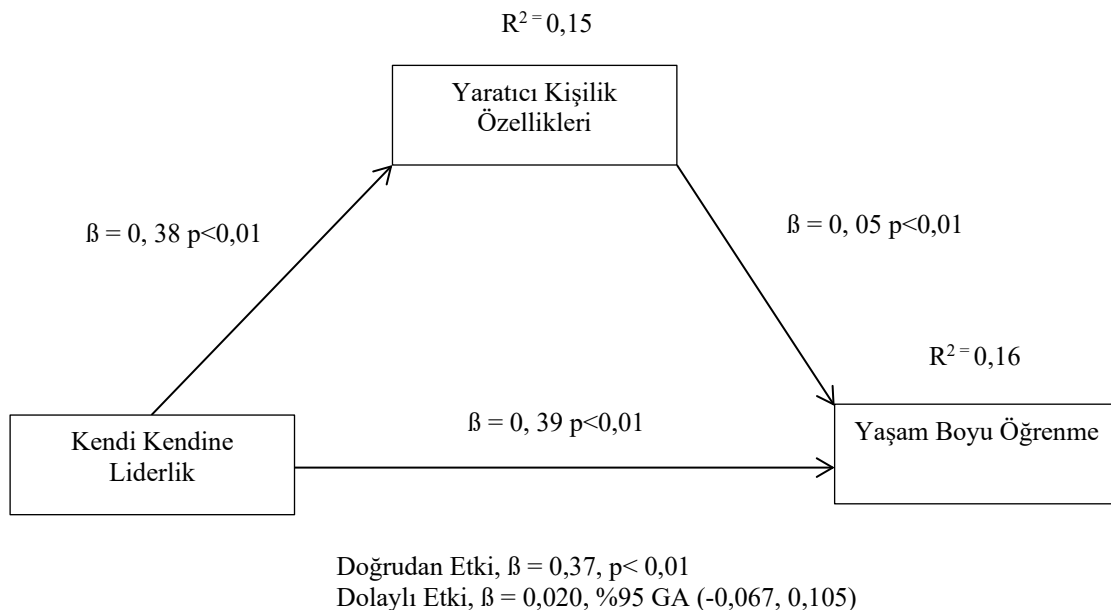 R² = 0,15
Yaratıcı Kişilik
Özellikleri
ß = 0, 38 p<0,01
ß = 0, 05 p<0,01
R² = 0,16
ß = 0, 39 p<0,01
Kendi Kendine
Liderlik
Yaşam Boyu Öğrenme
Doğrudan Etki, ß = 0,37, p< 0,01
Dolaylı Etki, ß = 0,020, %95 GA (-0,067, 0,105)